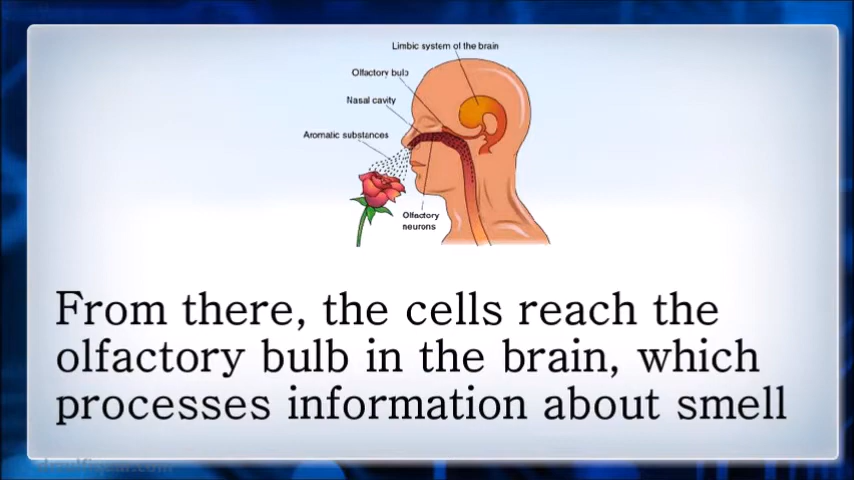 Limbic system of the brain
Olfactory bulb
Nasal cavity
Aromatic substances
Olfactory
neurons
From there, the cells reach the
olfactory bulb in the brain, which
processes information about smell